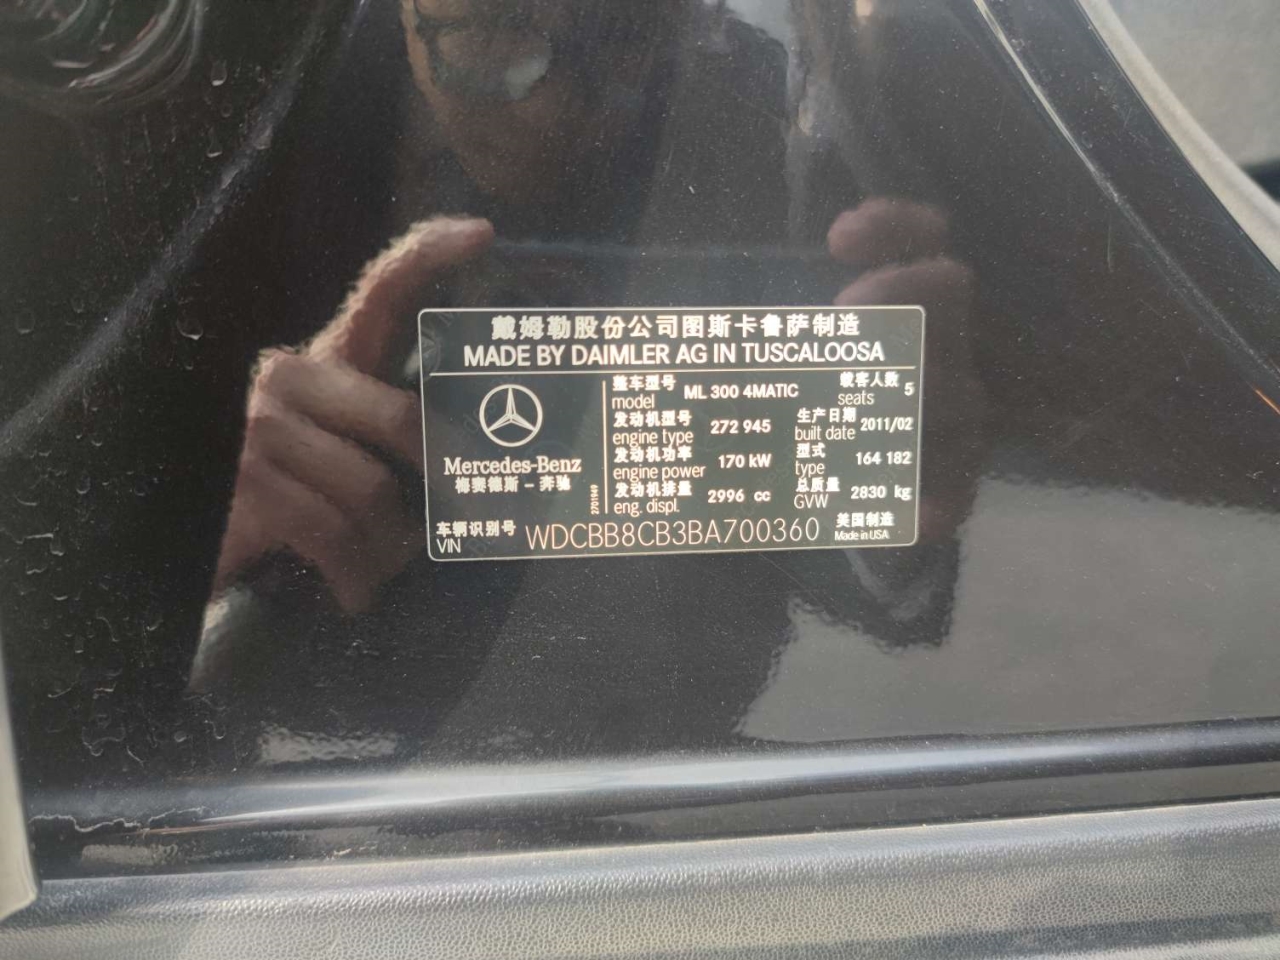 戴姆勒股份公司图斯卡鲁萨制造
MADE BY DAIMLER AG IN TUSCALOOSA
整车型号 model ML 300 4MATIC 载客人数 seats 5
发动机型号 engine type 272 945 生产日期 built date 2011/02
发动机功率 engine power 170 kW 型式 type 164 182
发动机排量 eng. displ. 2996 cc 总质量 GVW 2830 kg
Mercedes-Benz
梅赛德斯－奔驰
2701949
车辆识别号 VIN WDCBB8CB3BA700360 美国制造 Made in USA